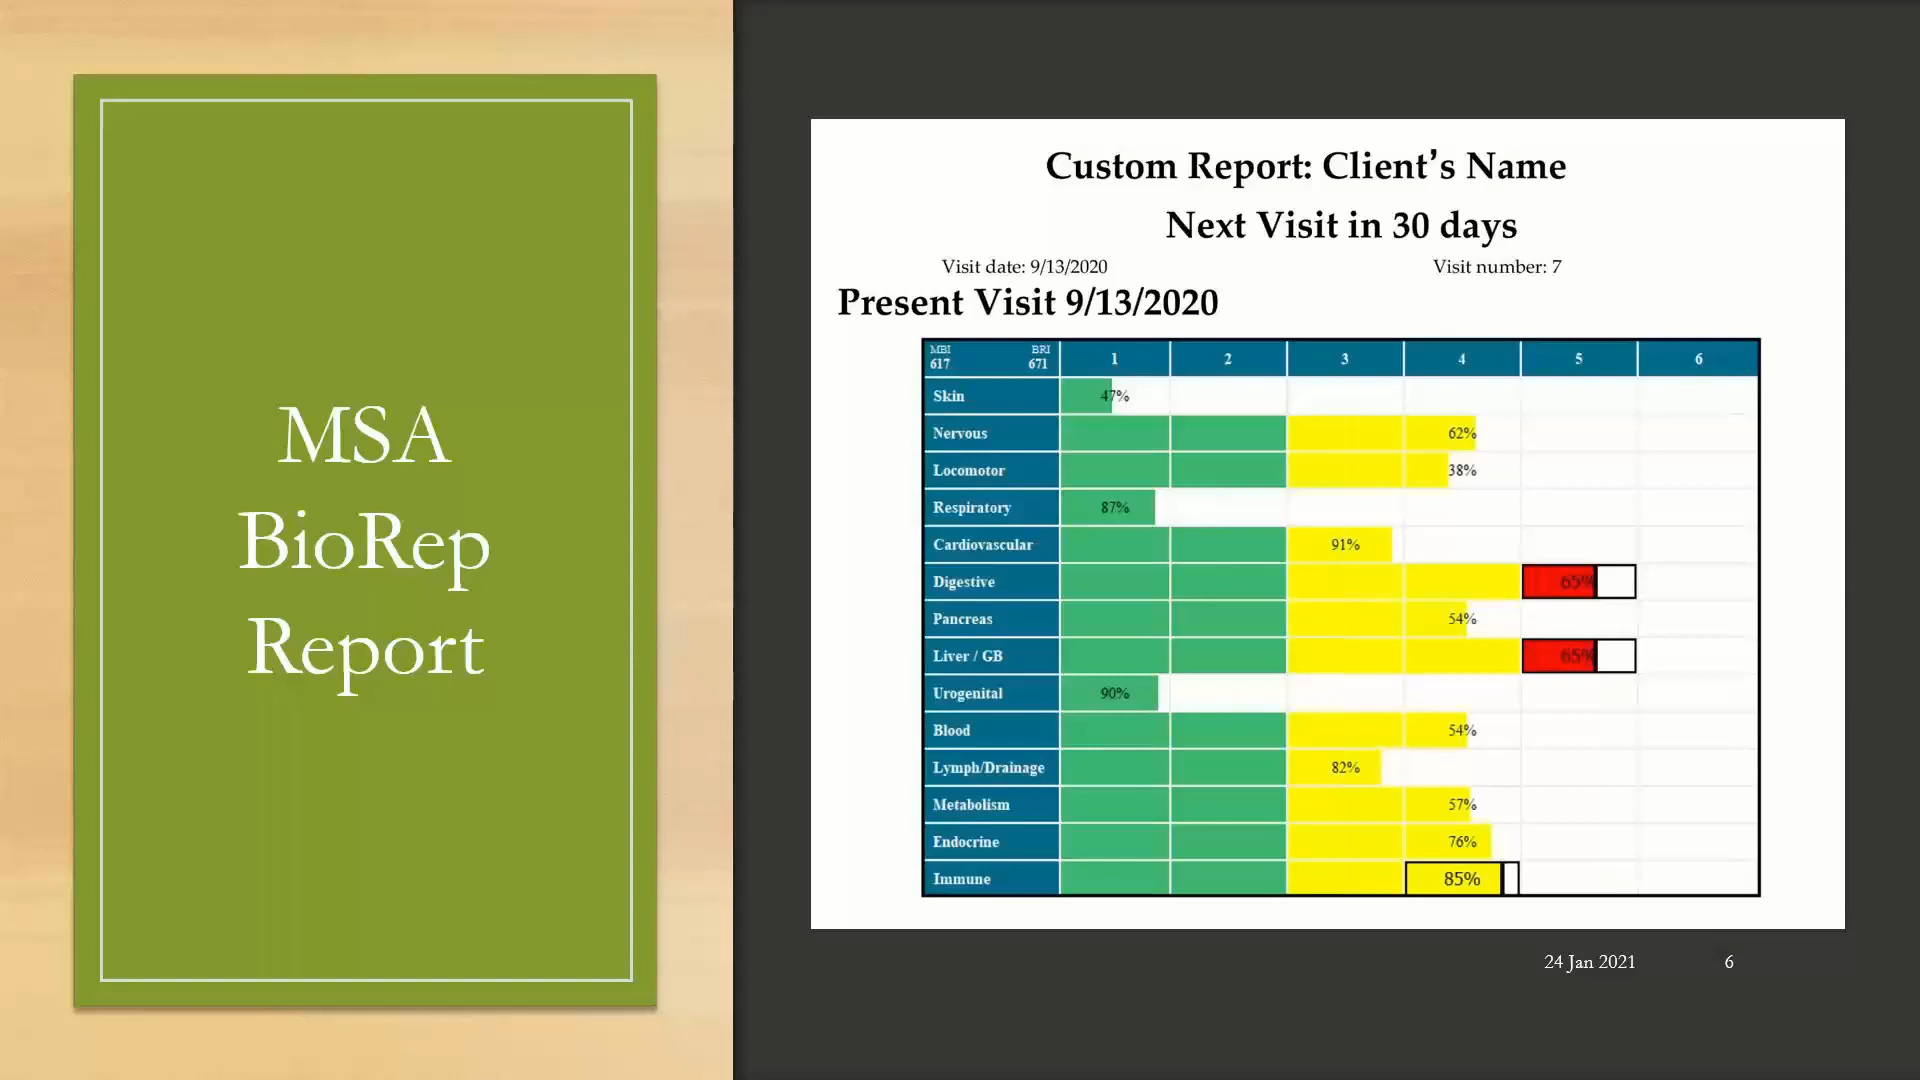 MSA
BioRep
Report
Custom Report: Client’s Name
Next Visit in 30 days
Visit date: 9/13/2020 Visit number: 7
Present Visit 9/13/2020
MBI BRI
617 671 1 2 3 4 5 6
Skin 47%
Nervous 62%
Locomotor 38%
Respiratory 87%
Cardiovascular 91%
Digestive 65%
Pancreas 54%
Liver / GB 65%
Urogenital 90%
Blood 54%
Lymph/Drainage 82%
Metabolism 57%
Endocrine 76%
Immune 85%
24 Jan 2021 6